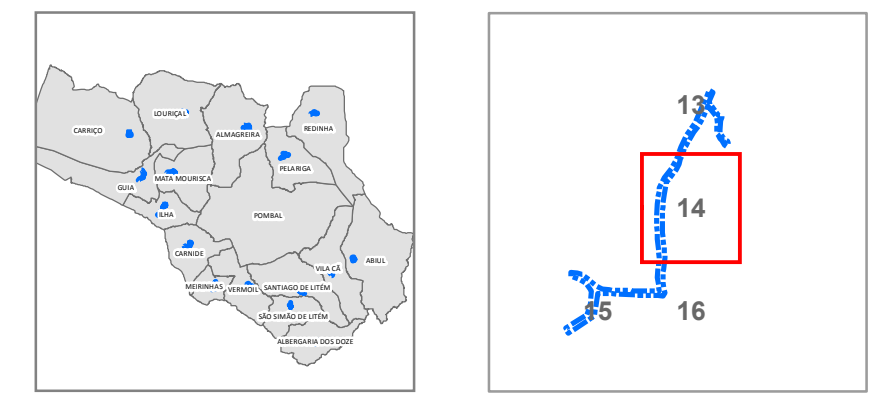 LOURIÇAL
CARRIÇO
ALMAGREIRA
REDINHA
PELARIGA
MATA MOURISCA
GUIA
ILHA
POMBAL
CARNIDE
ABIUL
VILA CÃ
MEIRINHAS
VERMOIL
SANTIAGO DE LITÉM
SÃO SIMÃO DE LITÉM
ALBERGARIA DOS DOZE
13
14
15
16